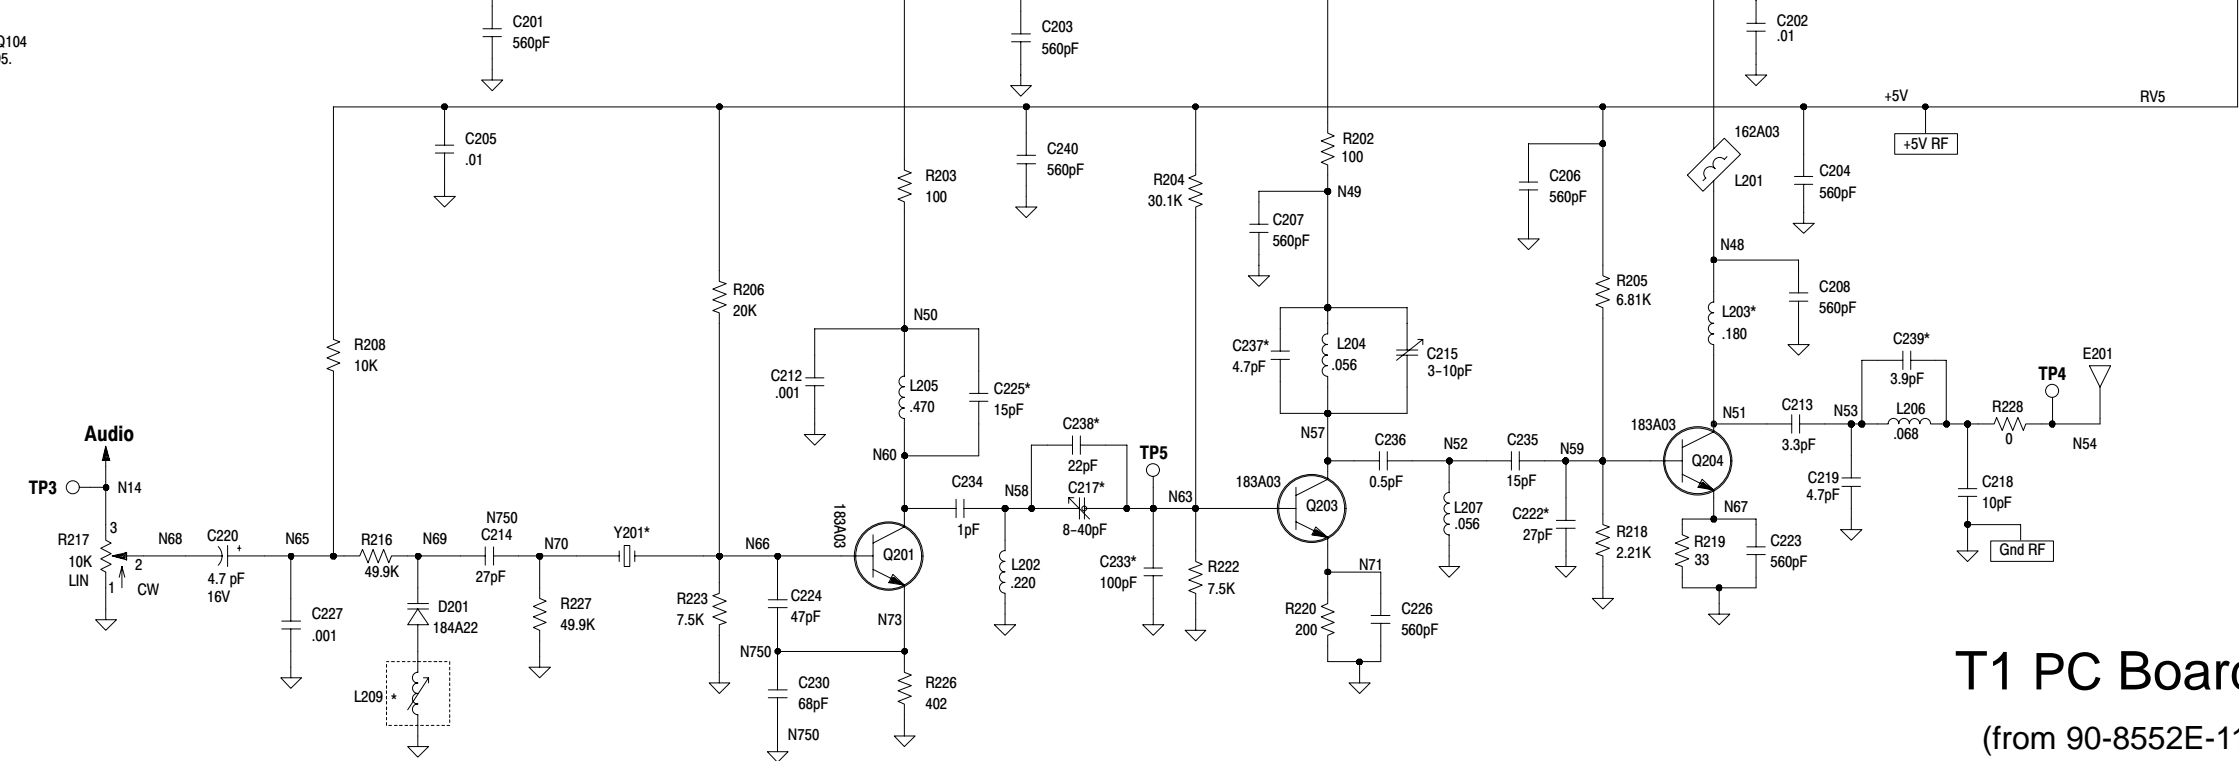 C201
560pF
C203
560pF
C202
.01
Q104
95.
+5V
RV5
+5V RF
C205
.01
C240
560pF
R203
100
R204
30.1K
R202
100
N49
C207
560pF
C206
560pF
162A03
L201
C204
560pF
N48
R206
20K
R205
6.81K
C208
560pF
L203*
.180
R208
10K
N50
C212
.001
L205
.470
C225*
15pF
C237*
4.7pF
L204
.056
C215
3-10pF
C239*
3.9pF
E201
TP4
Audio
TP3
N14
N60
C238*
22pF
C217*
8-40pF
TP5
N57
183A03
N51
C213
3.3pF
N53
L206
.068
R228
0
N54
C234
1pF
N58
N63
183A03
Q203
C236
0.5pF
N52
C235
15pF
N59
Q204
C219
4.7pF
C218
10pF
Gnd RF
R217
10K
LIN
3
2
1
CW
N68
C220
+
4.7 pF
16V
N65
R216
49.9K
N69
N750
C214
27pF
N70
Y201*
N66
183A03
Q201
L202
.220
C233*
100pF
R222
7.5K
L207
.056
C222*
27pF
R218
2.21K
N67
R219
33
C223
560pF
C227
.001
D201
184A22
R227
49.9K
R223
7.5K
C224
47pF
N73
N71
R220
200
C226
560pF
L209 *
N750
C230
68pF
N750
R226
402
T1 PC Board
(from 90-8552E-11